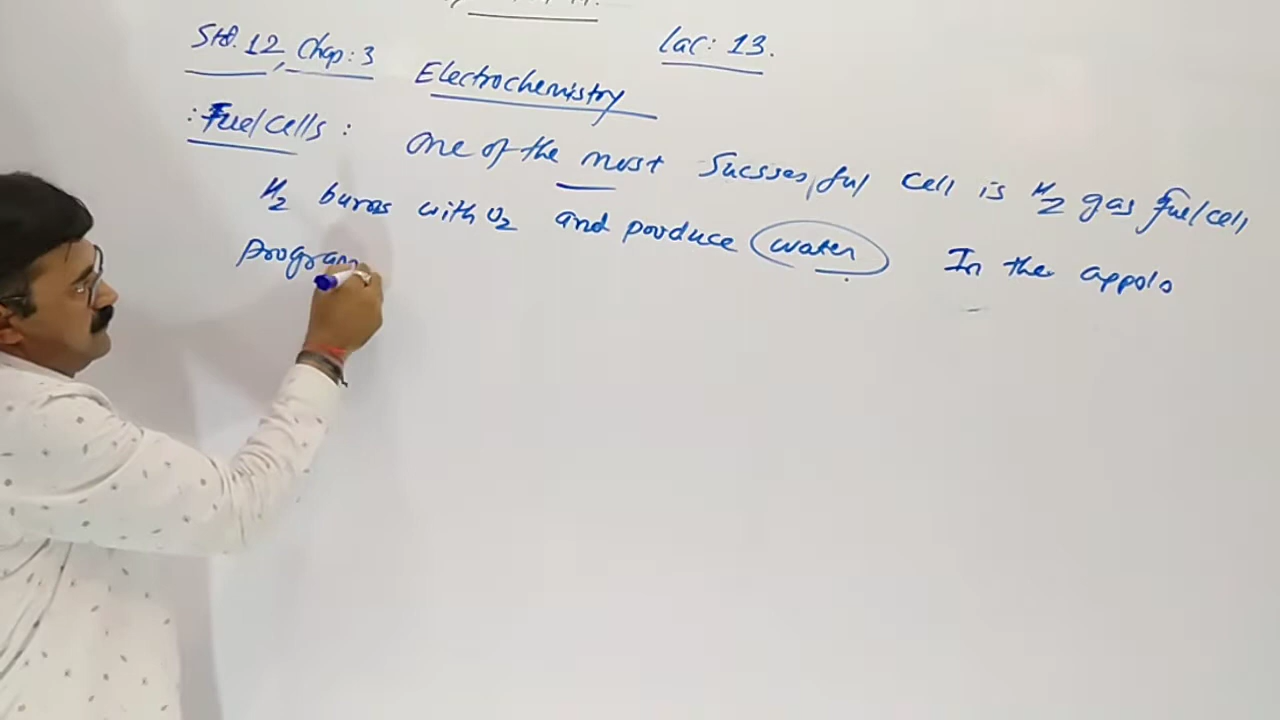 Std. 12, Chap: 3 Lec: 13.
Electrochemistry
: Fuel cells : One of the most Sucssesful cell is H2 gas Fuel cell
H2 burns with O2 and porduce water In the appolo
program